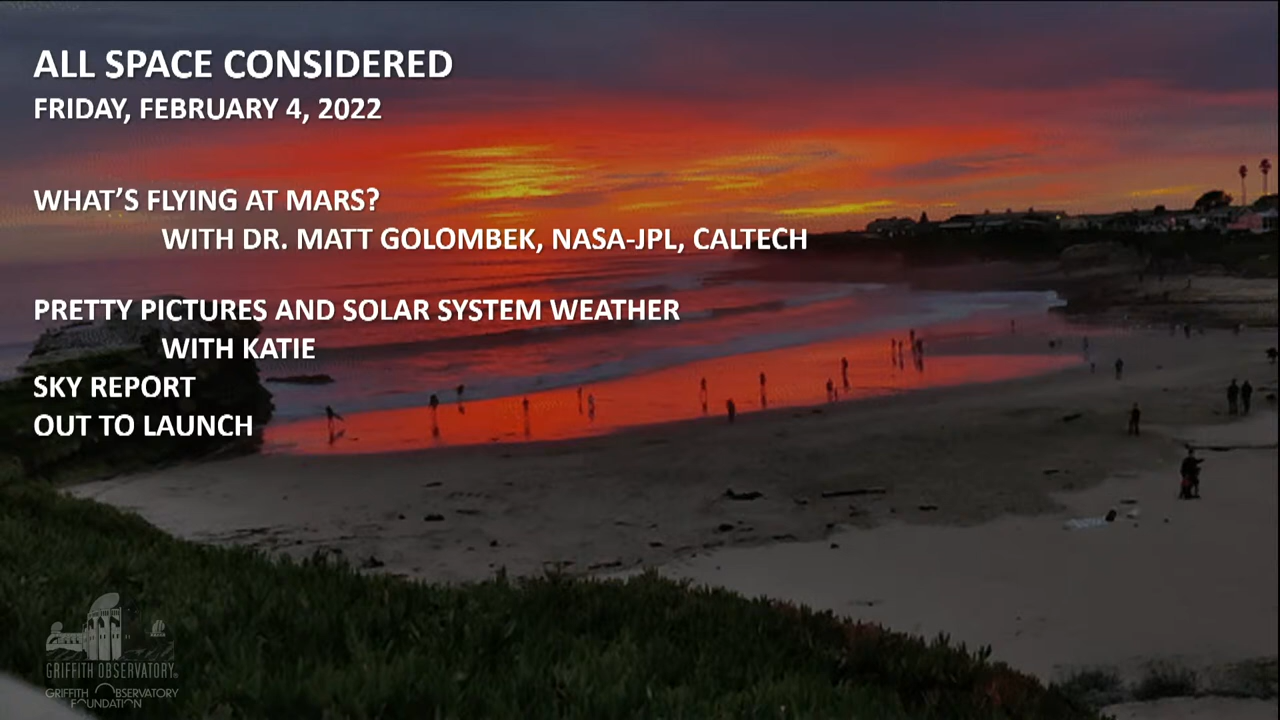 ALL SPACE CONSIDERED
FRIDAY, FEBRUARY 4, 2022
WHAT'S FLYING AT MARS?
WITH DR. MATT GOLOMBEK, NASA-JPL, CALTECH
PRETTY PICTURES AND SOLAR SYSTEM WEATHER
WITH KATIE
SKY REPORT
OUT TO LAUNCH
GRIFFITH OBSERVATORY
GRIFFITH OBSERVATORY
FOUNDATION